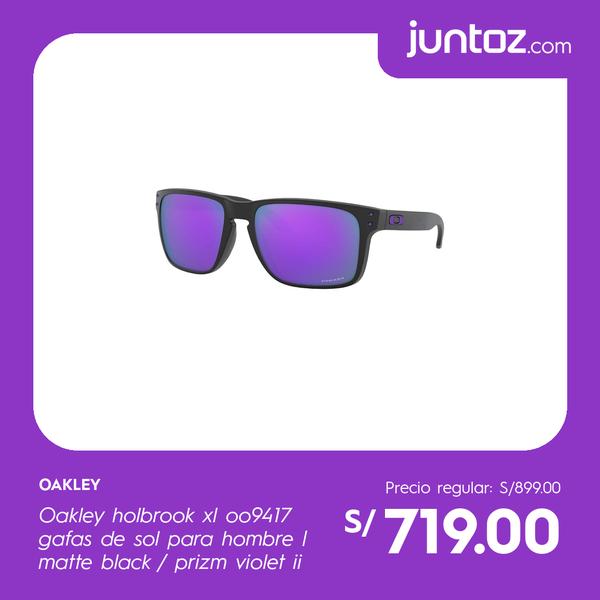 juntoz.com
OAKLEY
Oakley holbrook xl oo9417
gafas de sol para hombre |
matte black / prizm violet ii
Precio regular: S/899.00
S/719.00